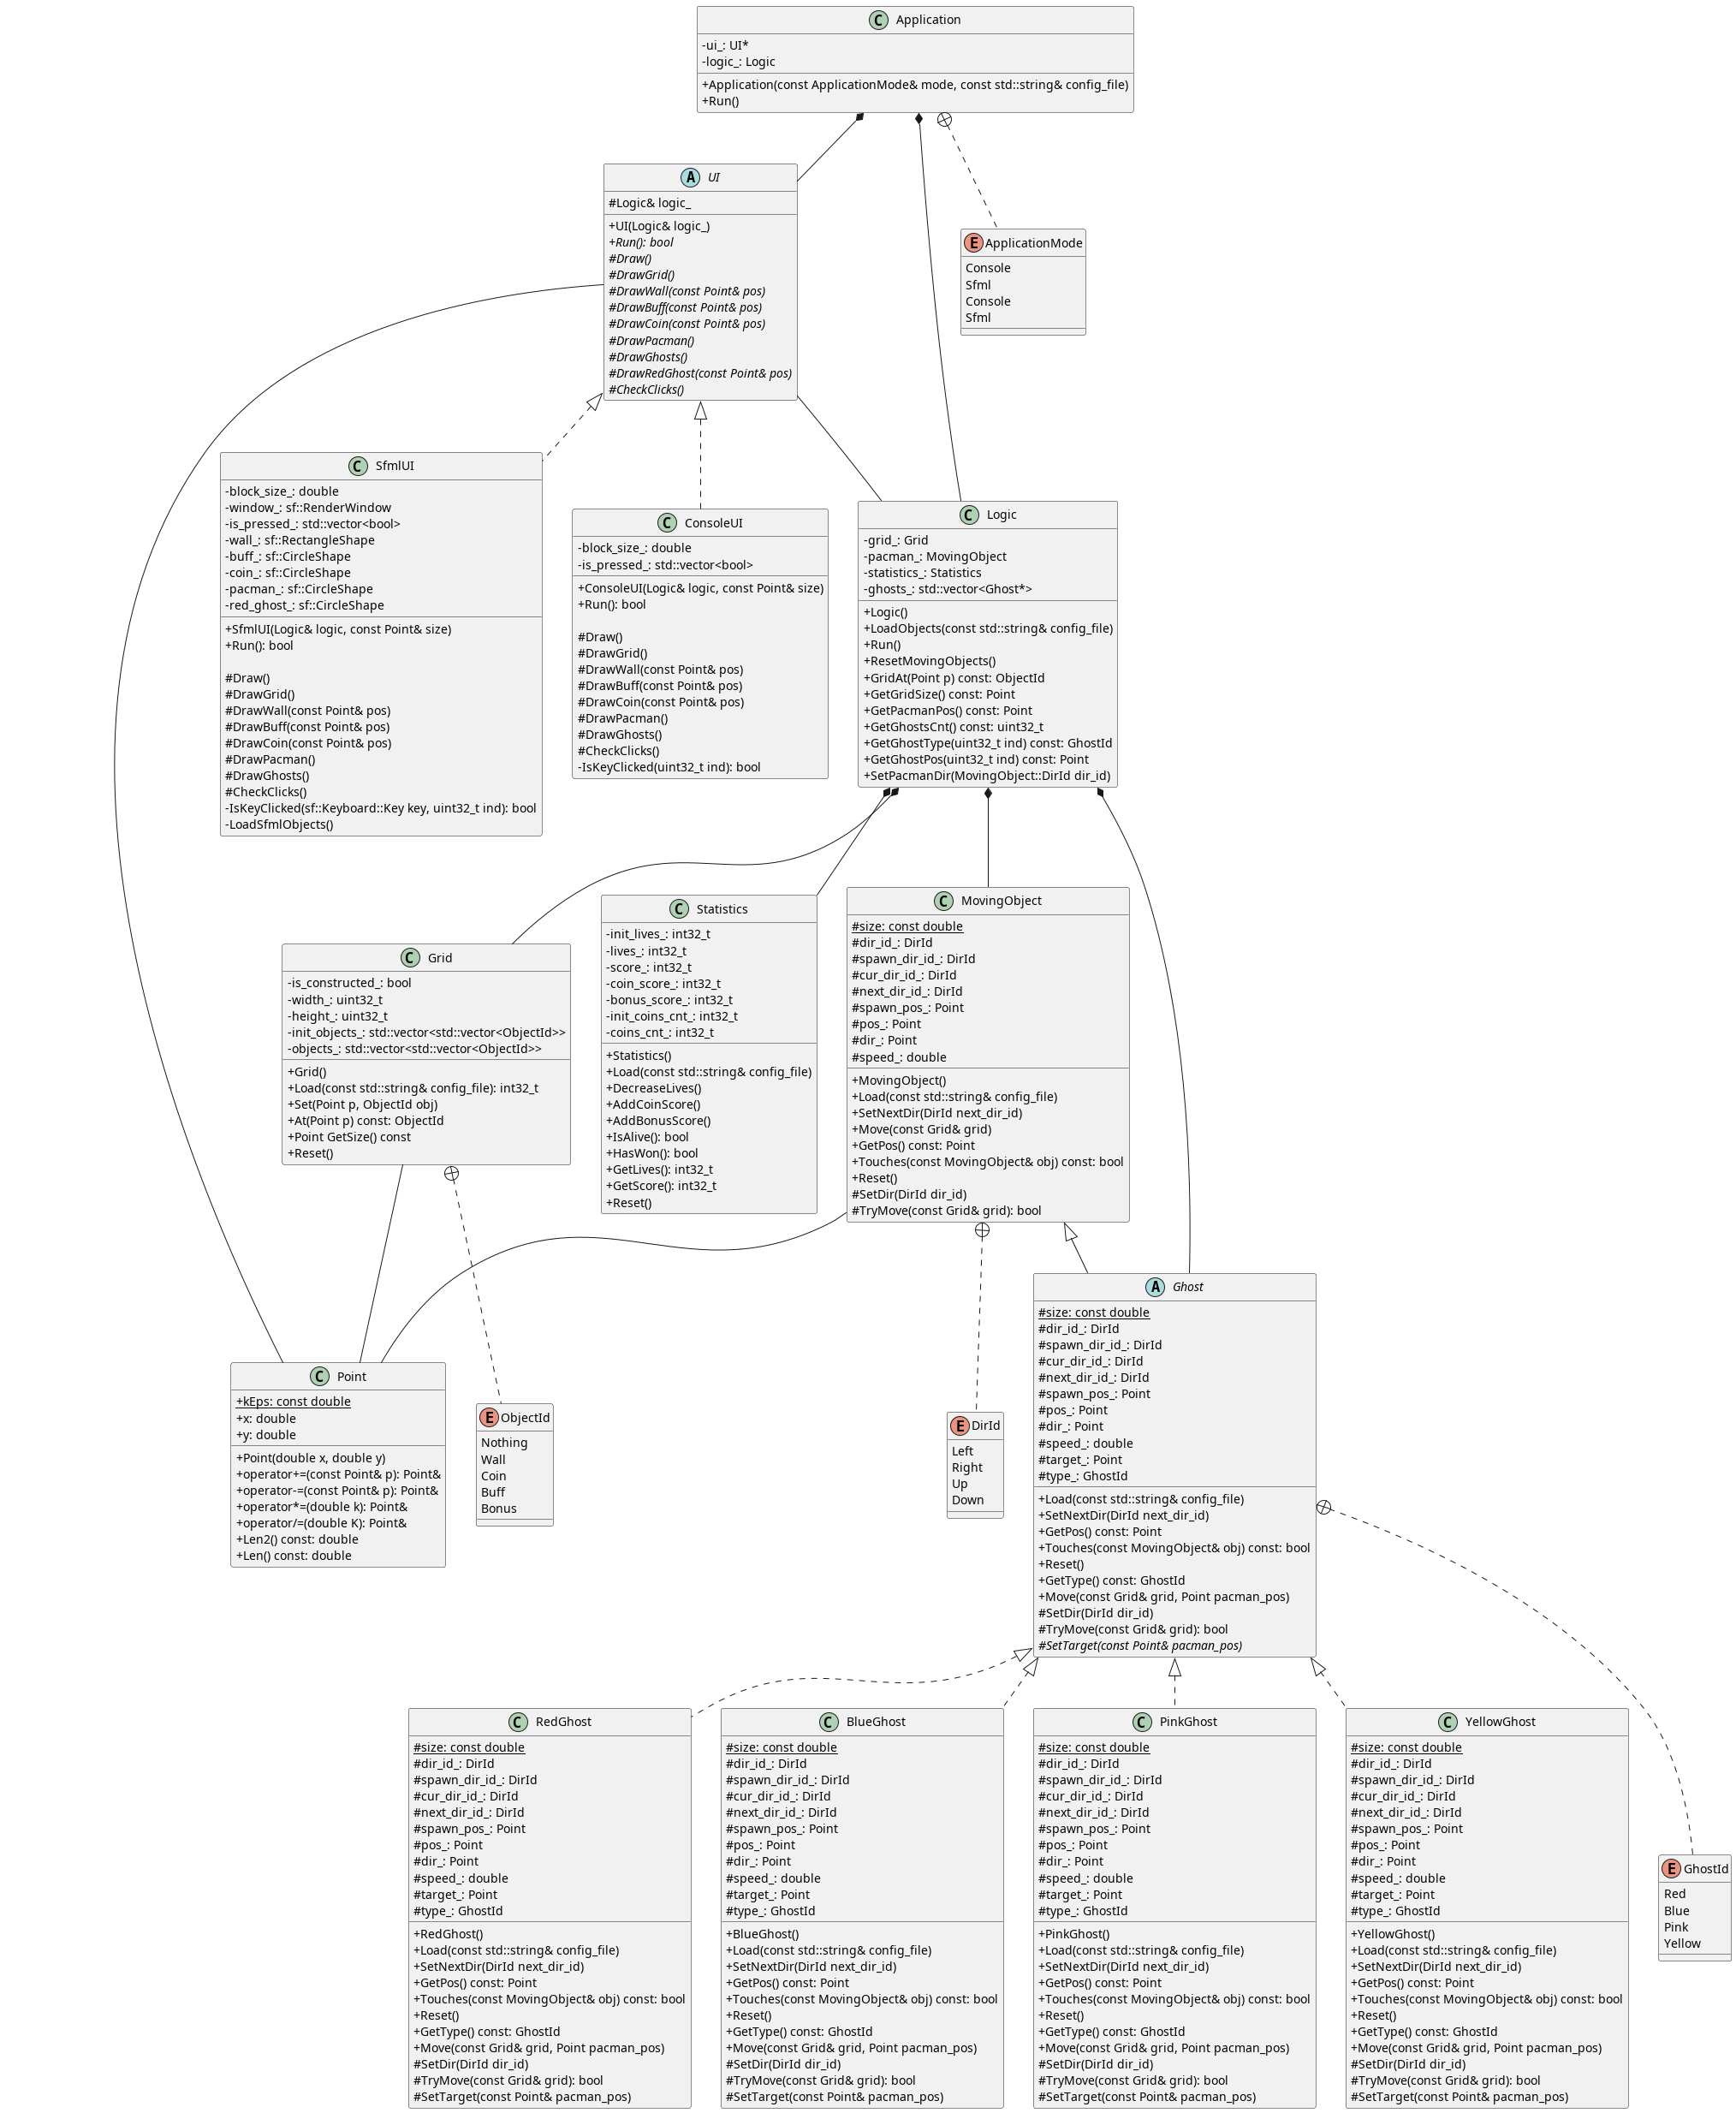 C Application
-ui_: UI*
-logic_: Logic
+Application(const ApplicationMode& mode, const std::string& config_file)
+Run()
A UI
#Logic& logic_
+UI(Logic& logic_)
+Run(): bool
#Draw()
#DrawGrid()
#DrawWall(const Point& pos)
#DrawBuff(const Point& pos)
#DrawCoin(const Point& pos)
#DrawPacman()
#DrawGhosts()
#DrawRedGhost(const Point& pos)
#CheckClicks()
E ApplicationMode
Console
Sfml
Console
Sfml
C SfmlUI
-block_size_: double
-window_: sf::RenderWindow
-is_pressed_: std::vector<bool>
-wall_: sf::RectangleShape
-buff_: sf::CircleShape
-coin_: sf::CircleShape
-pacman_: sf::CircleShape
-red_ghost_: sf::CircleShape
+SfmlUI(Logic& logic, const Point& size)
+Run(): bool
#Draw()
#DrawGrid()
#DrawWall(const Point& pos)
#DrawBuff(const Point& pos)
#DrawCoin(const Point& pos)
#DrawPacman()
#DrawGhosts()
#CheckClicks()
-IsKeyClicked(sf::Keyboard::Key key, uint32_t ind): bool
-LoadSfmlObjects()
C ConsoleUI
-block_size_: double
-is_pressed_: std::vector<bool>
+ConsoleUI(Logic& logic, const Point& size)
+Run(): bool
#Draw()
#DrawGrid()
#DrawWall(const Point& pos)
#DrawBuff(const Point& pos)
#DrawCoin(const Point& pos)
#DrawPacman()
#DrawGhosts()
#CheckClicks()
-IsKeyClicked(uint32_t ind): bool
C Logic
-grid_: Grid
-pacman_: MovingObject
-statistics_: Statistics
-ghosts_: std::vector<Ghost*>
+Logic()
+LoadObjects(const std::string& config_file)
+Run()
+ResetMovingObjects()
+GridAt(Point p) const: ObjectId
+GetGridSize() const: Point
+GetPacmanPos() const: Point
+GetGhostsCnt() const: uint32_t
+GetGhostType(uint32_t ind) const: GhostId
+GetGhostPos(uint32_t ind) const: Point
+SetPacmanDir(MovingObject::DirId dir_id)
C Grid
-is_constructed_: bool
-width_: uint32_t
-height_: uint32_t
-init_objects_: std::vector<std::vector<ObjectId>>
-objects_: std::vector<std::vector<ObjectId>>
+Grid()
+Load(const std::string& config_file): int32_t
+Set(Point p, ObjectId obj)
+At(Point p) const: ObjectId
+Point GetSize() const
+Reset()
C Statistics
-init_lives_: int32_t
-lives_: int32_t
-score_: int32_t
-coin_score_: int32_t
-bonus_score_: int32_t
-init_coins_cnt_: int32_t
-coins_cnt_: int32_t
+Statistics()
+Load(const std::string& config_file)
+DecreaseLives()
+AddCoinScore()
+AddBonusScore()
+IsAlive(): bool
+HasWon(): bool
+GetLives(): int32_t
+GetScore(): int32_t
+Reset()
C MovingObject
#size: const double
#dir_id_: DirId
#spawn_dir_id_: DirId
#cur_dir_id_: DirId
#next_dir_id_: DirId
#spawn_pos_: Point
#pos_: Point
#dir_: Point
#speed_: double
+MovingObject()
+Load(const std::string& config_file)
+SetNextDir(DirId next_dir_id)
+Move(const Grid& grid)
+GetPos() const: Point
+Touches(const MovingObject& obj) const: bool
+Reset()
#SetDir(DirId dir_id)
#TryMove(const Grid& grid): bool
C Point
+kEps: const double
+x: double
+y: double
+Point(double x, double y)
+operator+=(const Point& p): Point&
+operator-=(const Point& p): Point&
+operator*=(double k): Point&
+operator/=(double K): Point&
+Len2() const: double
+Len() const: double
E ObjectId
Nothing
Wall
Coin
Buff
Bonus
E DirId
Left
Right
Up
Down
A Ghost
#size: const double
#dir_id_: DirId
#spawn_dir_id_: DirId
#cur_dir_id_: DirId
#next_dir_id_: DirId
#spawn_pos_: Point
#pos_: Point
#dir_: Point
#speed_: double
#target_: Point
#type_: GhostId
+Load(const std::string& config_file)
+SetNextDir(DirId next_dir_id)
+GetPos() const: Point
+Touches(const MovingObject& obj) const: bool
+Reset()
+GetType() const: GhostId
+Move(const Grid& grid, Point pacman_pos)
#SetDir(DirId dir_id)
#TryMove(const Grid& grid): bool
#SetTarget(const Point& pacman_pos)
C RedGhost
#size: const double
#dir_id_: DirId
#spawn_dir_id_: DirId
#cur_dir_id_: DirId
#next_dir_id_: DirId
#spawn_pos_: Point
#pos_: Point
#dir_: Point
#speed_: double
#target_: Point
#type_: GhostId
+RedGhost()
+Load(const std::string& config_file)
+SetNextDir(DirId next_dir_id)
+GetPos() const: Point
+Touches(const MovingObject& obj) const: bool
+Reset()
+GetType() const: GhostId
+Move(const Grid& grid, Point pacman_pos)
#SetDir(DirId dir_id)
#TryMove(const Grid& grid): bool
#SetTarget(const Point& pacman_pos)
C BlueGhost
#size: const double
#dir_id_: DirId
#spawn_dir_id_: DirId
#cur_dir_id_: DirId
#next_dir_id_: DirId
#spawn_pos_: Point
#pos_: Point
#dir_: Point
#speed_: double
#target_: Point
#type_: GhostId
+BlueGhost()
+Load(const std::string& config_file)
+SetNextDir(DirId next_dir_id)
+GetPos() const: Point
+Touches(const MovingObject& obj) const: bool
+Reset()
+GetType() const: GhostId
+Move(const Grid& grid, Point pacman_pos)
#SetDir(DirId dir_id)
#TryMove(const Grid& grid): bool
#SetTarget(const Point& pacman_pos)
C PinkGhost
#size: const double
#dir_id_: DirId
#spawn_dir_id_: DirId
#cur_dir_id_: DirId
#next_dir_id_: DirId
#spawn_pos_: Point
#pos_: Point
#dir_: Point
#speed_: double
#target_: Point
#type_: GhostId
+PinkGhost()
+Load(const std::string& config_file)
+SetNextDir(DirId next_dir_id)
+GetPos() const: Point
+Touches(const MovingObject& obj) const: bool
+Reset()
+GetType() const: GhostId
+Move(const Grid& grid, Point pacman_pos)
#SetDir(DirId dir_id)
#TryMove(const Grid& grid): bool
#SetTarget(const Point& pacman_pos)
C YellowGhost
#size: const double
#dir_id_: DirId
#spawn_dir_id_: DirId
#cur_dir_id_: DirId
#next_dir_id_: DirId
#spawn_pos_: Point
#pos_: Point
#dir_: Point
#speed_: double
#target_: Point
#type_: GhostId
+YellowGhost()
+Load(const std::string& config_file)
+SetNextDir(DirId next_dir_id)
+GetPos() const: Point
+Touches(const MovingObject& obj) const: bool
+Reset()
+GetType() const: GhostId
+Move(const Grid& grid, Point pacman_pos)
#SetDir(DirId dir_id)
#TryMove(const Grid& grid): bool
#SetTarget(const Point& pacman_pos)
E GhostId
Red
Blue
Pink
Yellow